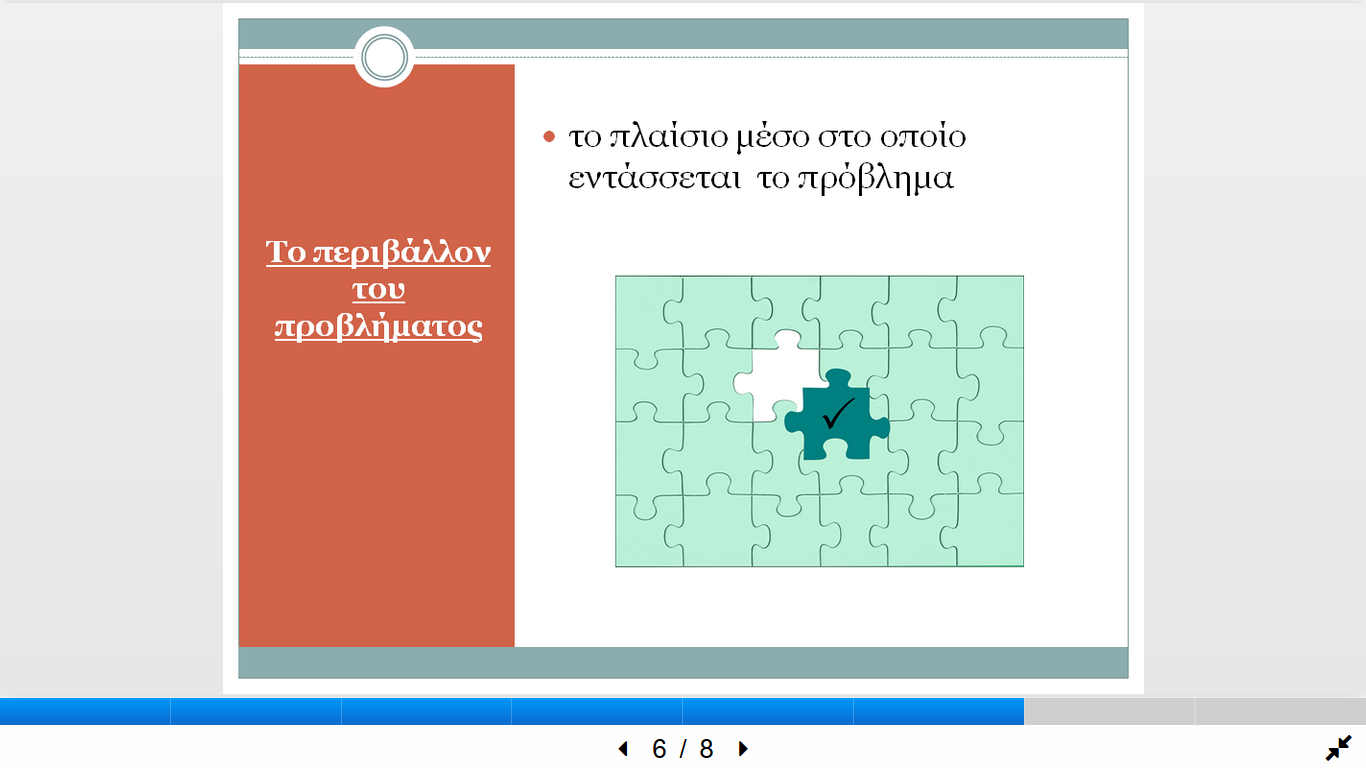 Το περιβάλλον
του
προβλήματος
• το πλαίσιο μέσο στο οποίο
εντάσσεται το πρόβλημα
6 / 8